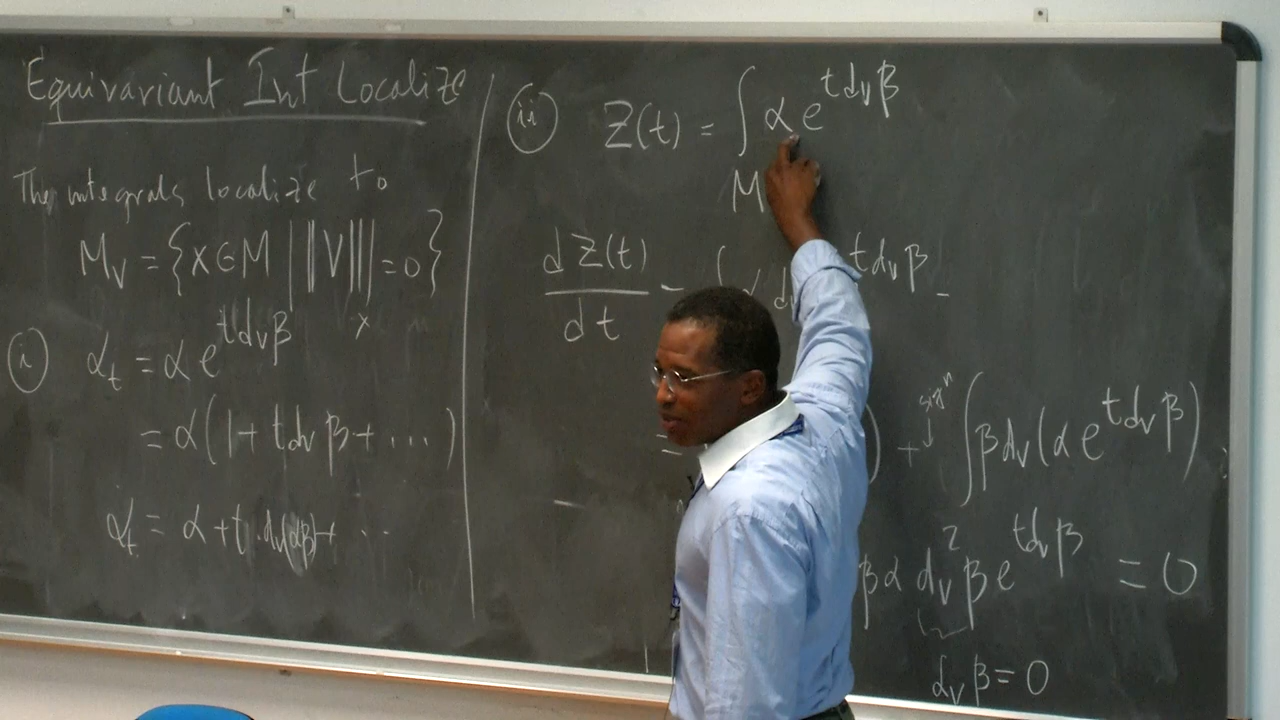 Equivariant Int Localize
The integrals localize to
M_V = {x ∈ M | ||V||_x = 0}
(i) α_t = α e^{t d_V β}
= α(1 + t d_V β + ...)
α_t = α + t · d_V(αβ) + ...
(ii) Z(t) = ∫_M α e^{t d_V β}
dZ(t)/dt = ∫ α d t d_V β =
) + sign ∫ β d_V(α e^{t d_V β})
β α d_V^2 β e^{t d_V β} = 0
d_V β = 0